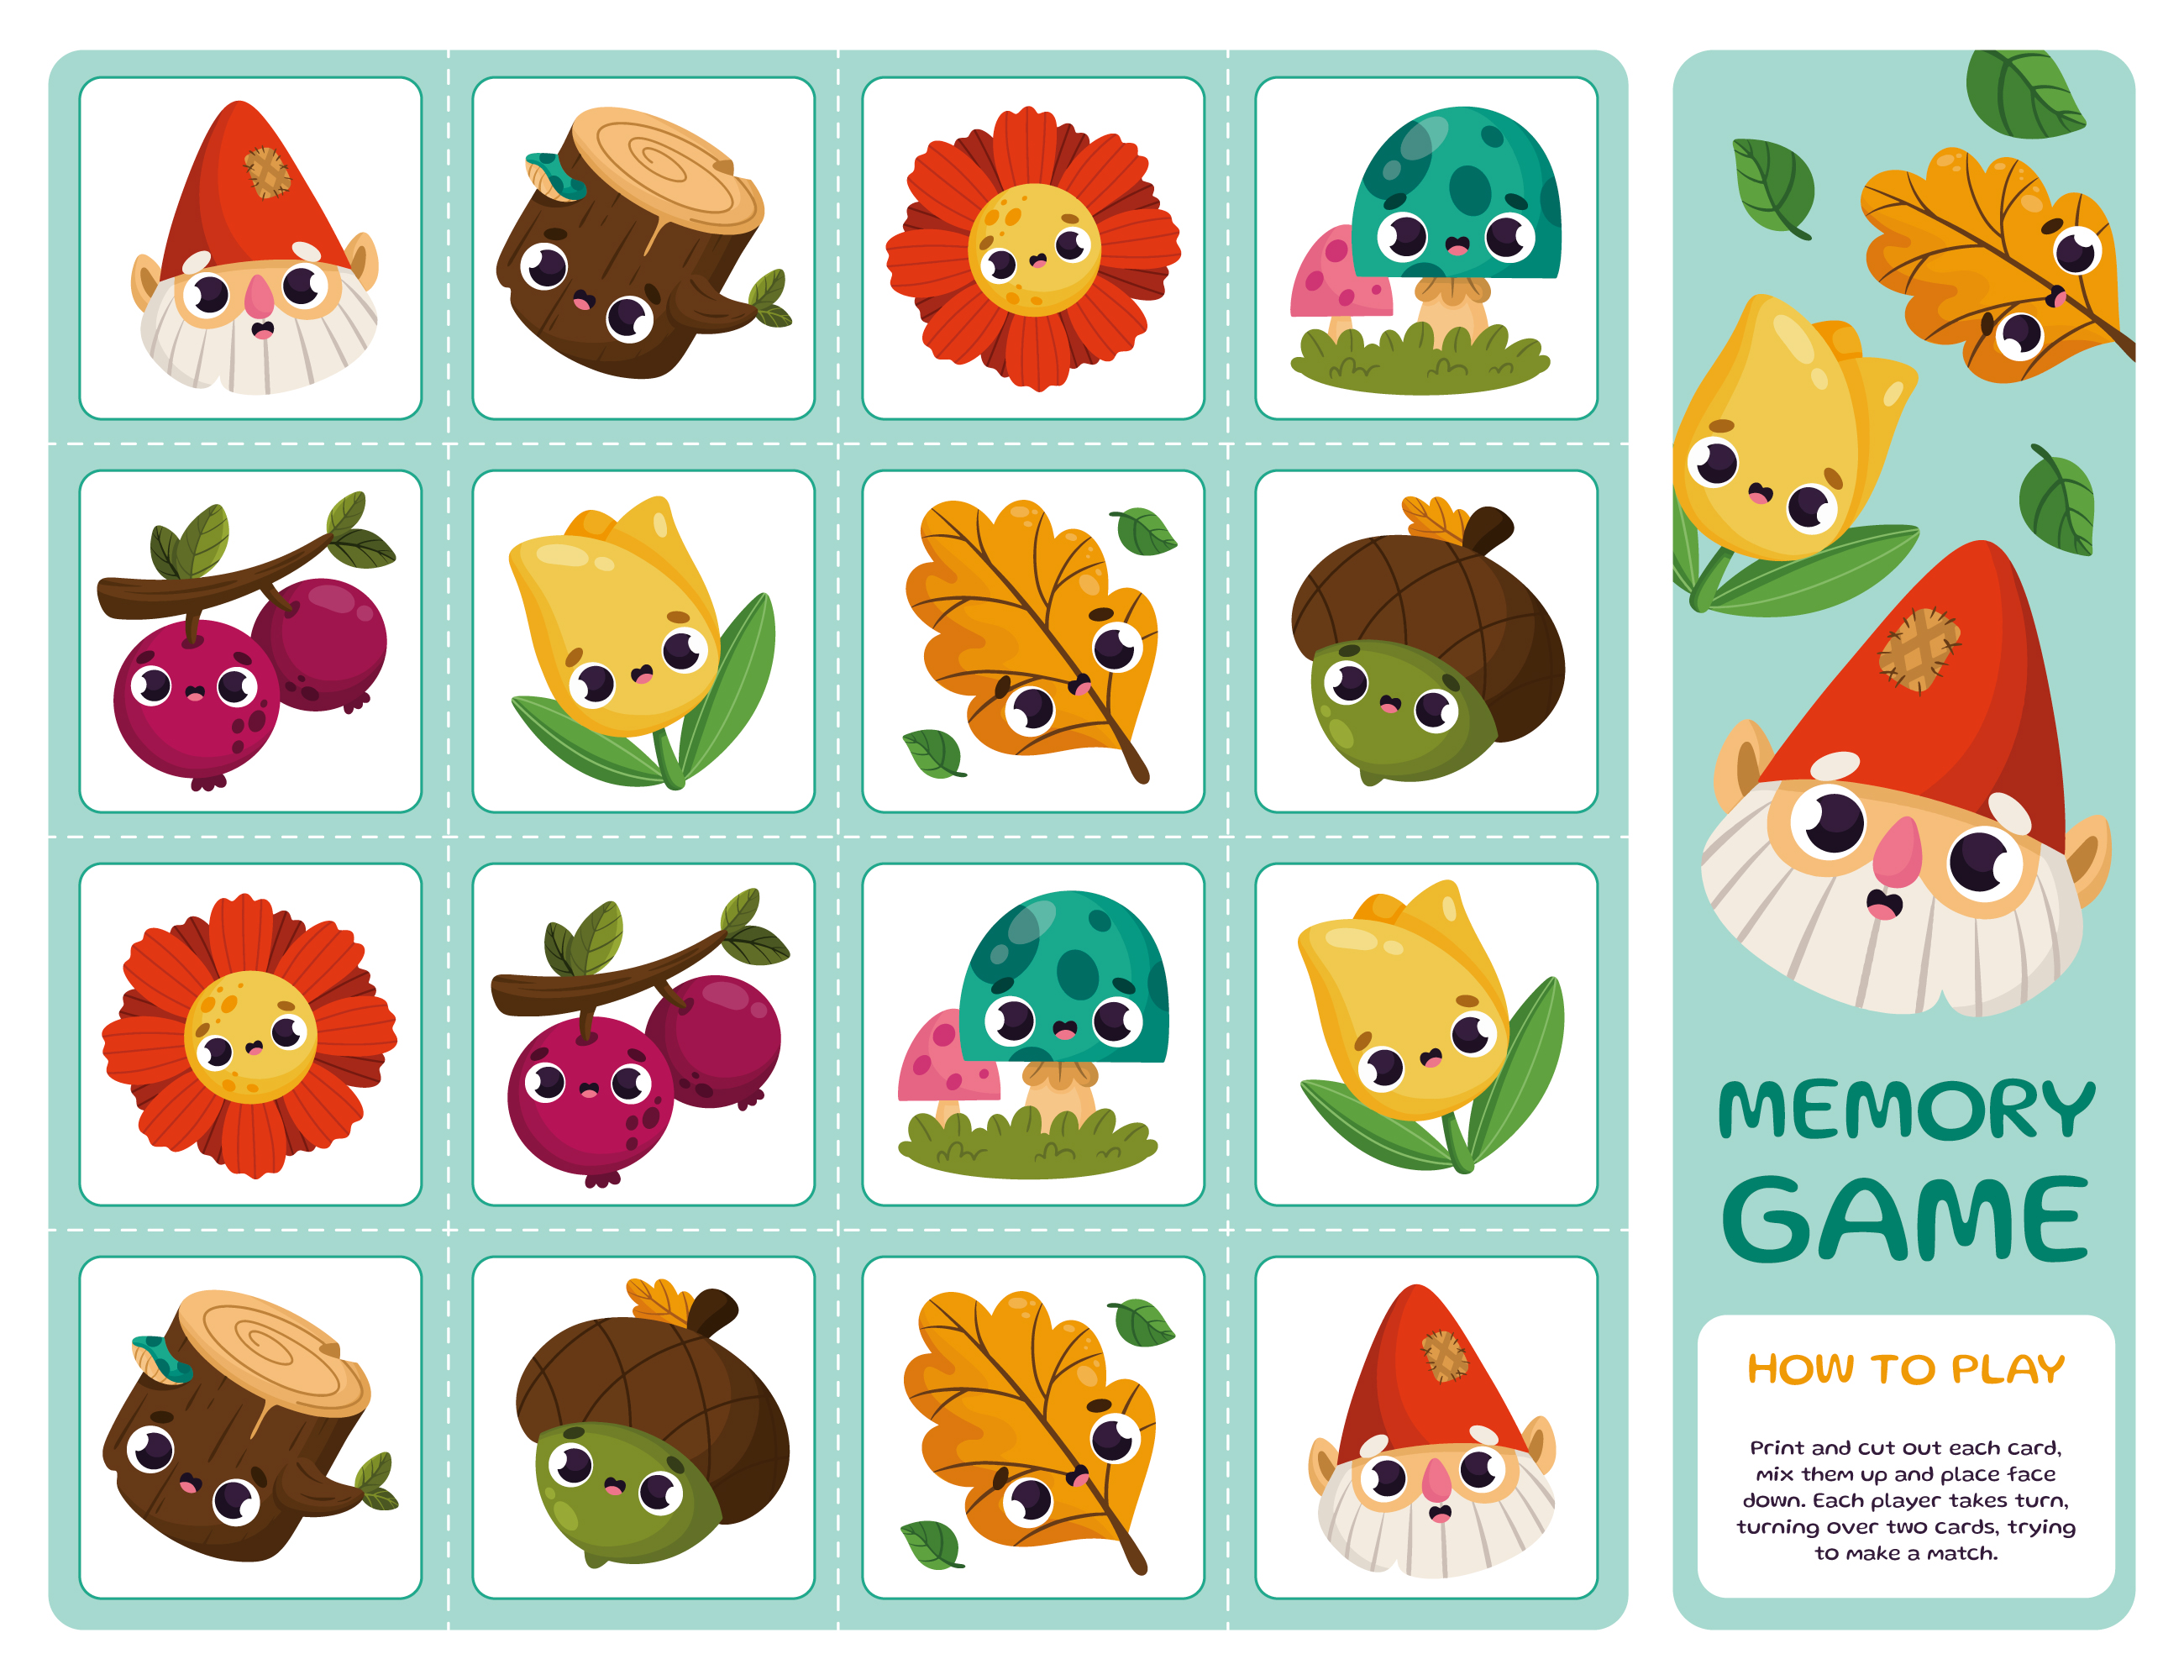 MEMORY
GAME
HOW TO PLAY
Print and cut out each card,
mix them up and place face
down. Each player takes turn,
turning over two cards, trying
to make a match.